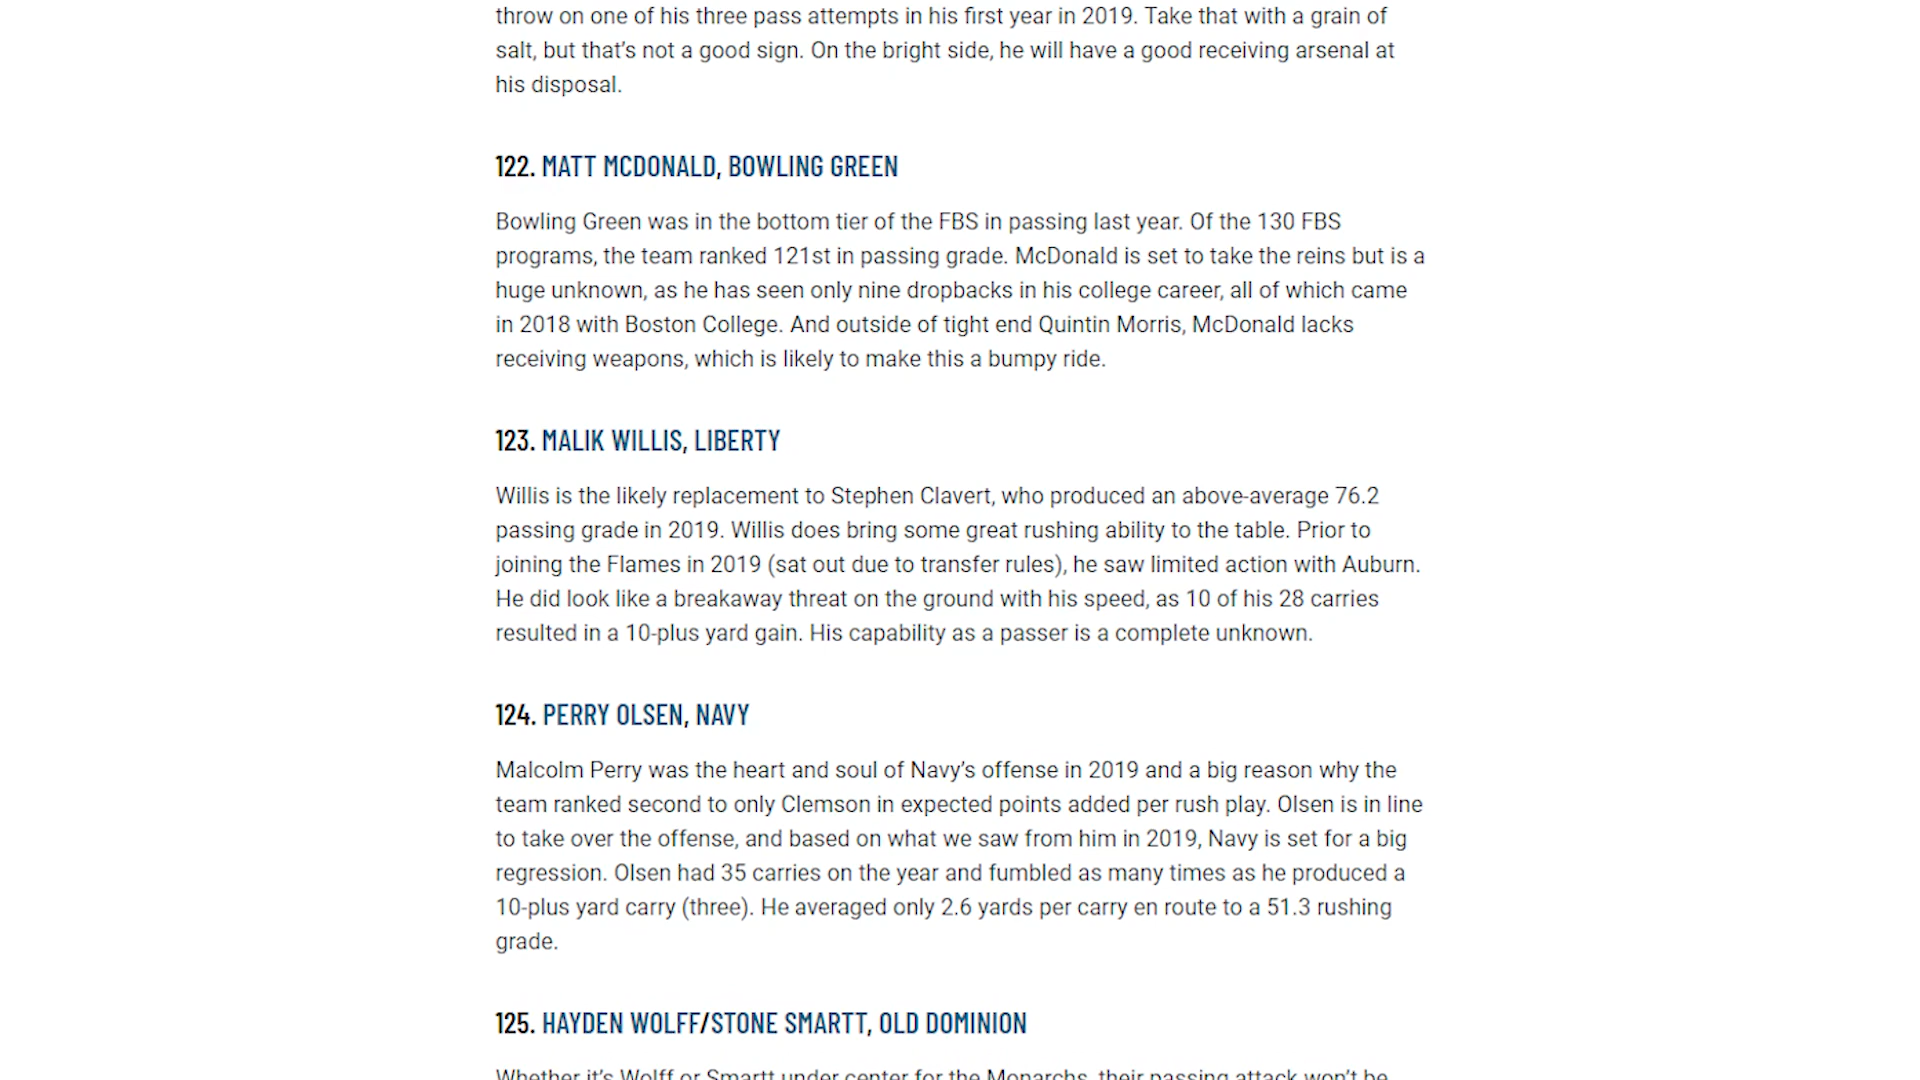 throw on one of his three pass attempts in his first year in 2019. Take that with a grain of
salt, but that’s not a good sign. On the bright side, he will have a good receiving arsenal at
his disposal.
122. MATT MCDONALD, BOWLING GREEN
Bowling Green was in the bottom tier of the FBS in passing last year. Of the 130 FBS
programs, the team ranked 121st in passing grade. McDonald is set to take the reins but is a
huge unknown, as he has seen only nine dropbacks in his college career, all of which came
in 2018 with Boston College. And outside of tight end Quintin Morris, McDonald lacks
receiving weapons, which is likely to make this a bumpy ride.
123. MALIK WILLIS, LIBERTY
Willis is the likely replacement to Stephen Clavert, who produced an above-average 76.2
passing grade in 2019. Willis does bring some great rushing ability to the table. Prior to
joining the Flames in 2019 (sat out due to transfer rules), he saw limited action with Auburn.
He did look like a breakaway threat on the ground with his speed, as 10 of his 28 carries
resulted in a 10-plus yard gain. His capability as a passer is a complete unknown.
124. PERRY OLSEN, NAVY
Malcolm Perry was the heart and soul of Navy’s offense in 2019 and a big reason why the
team ranked second to only Clemson in expected points added per rush play. Olsen is in line
to take over the offense, and based on what we saw from him in 2019, Navy is set for a big
regression. Olsen had 35 carries on the year and fumbled as many times as he produced a
10-plus yard carry (three). He averaged only 2.6 yards per carry en route to a 51.3 rushing
grade.
125. HAYDEN WOLFF/STONE SMARTT, OLD DOMINION
Whether it’s Wolff or Smartt under center for the Monarchs, their passing attack won’t be